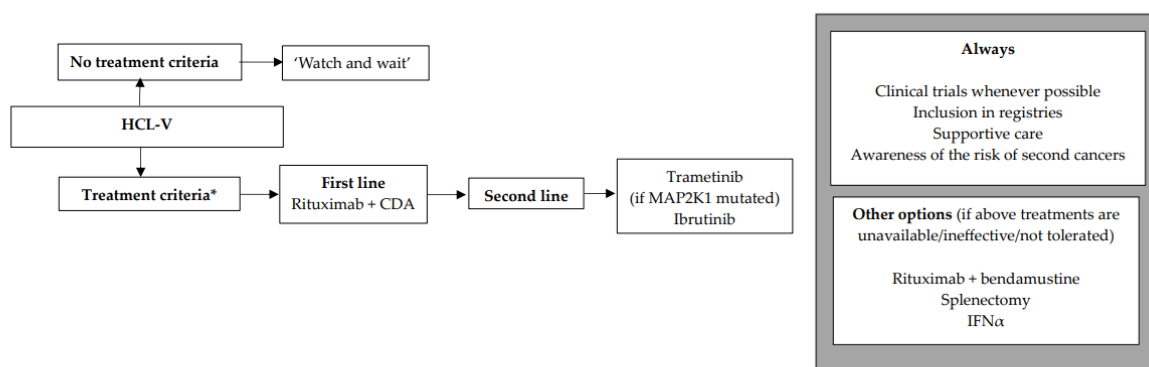 No treatment criteria
‘Watch and wait’
HCL-V
Treatment criteria*
First line
Rituximab + CDA
Second line
Trametinib
(if MAP2K1 mutated)
Ibrutinib
Always
Clinical trials whenever possible
Inclusion in registries
Supportive care
Awareness of the risk of second cancers
Other options (if above treatments are
unavailable/ineffective/not tolerated)
Rituximab + bendamustine
Splenectomy
IFNα